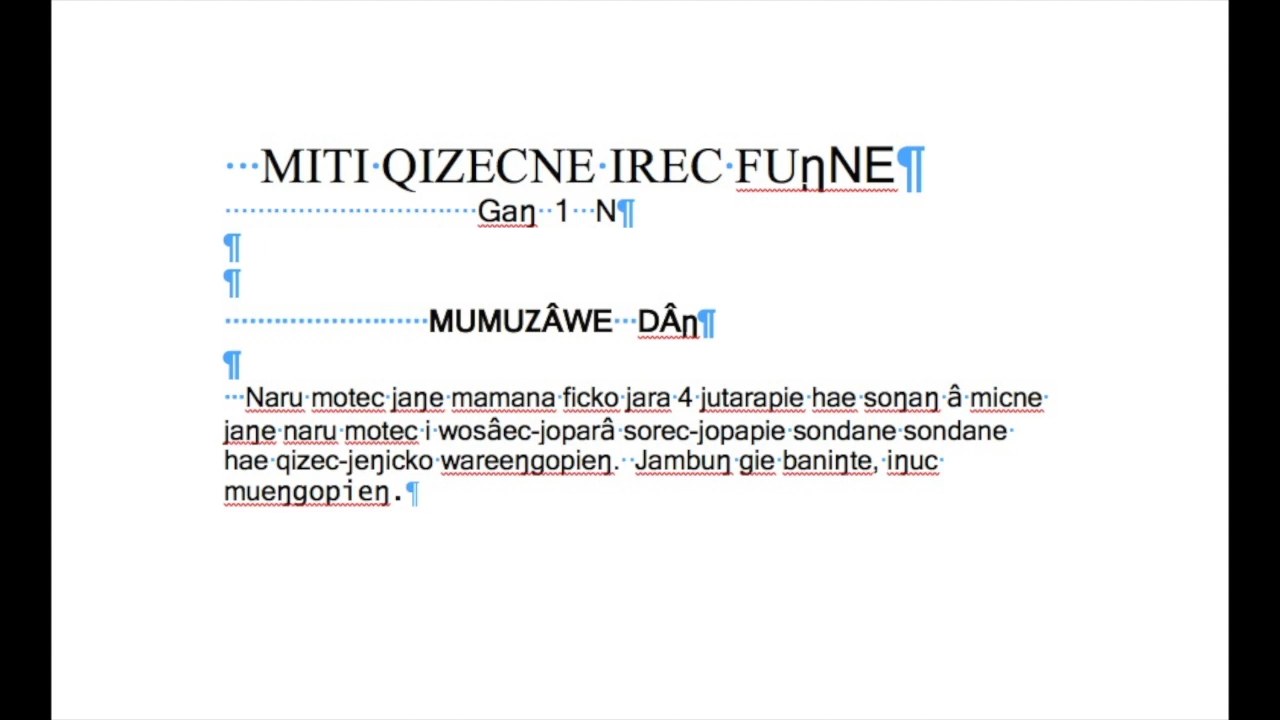 MITI QIZECNE IREC FUŋNE
Gaŋ 1 N
MUMUZÂWE DÂŋ
Naru motec jaŋe mamana ficko jara 4 jutarapie hae soŋaŋ â micne
jaŋe naru motec i wosâec-joparâ sorec-jopapie sondane sondane
hae qizec-jeŋicko wareeŋgopieŋ. Jambuŋ gie baniŋte, iŋuc
mueŋgopieŋ.